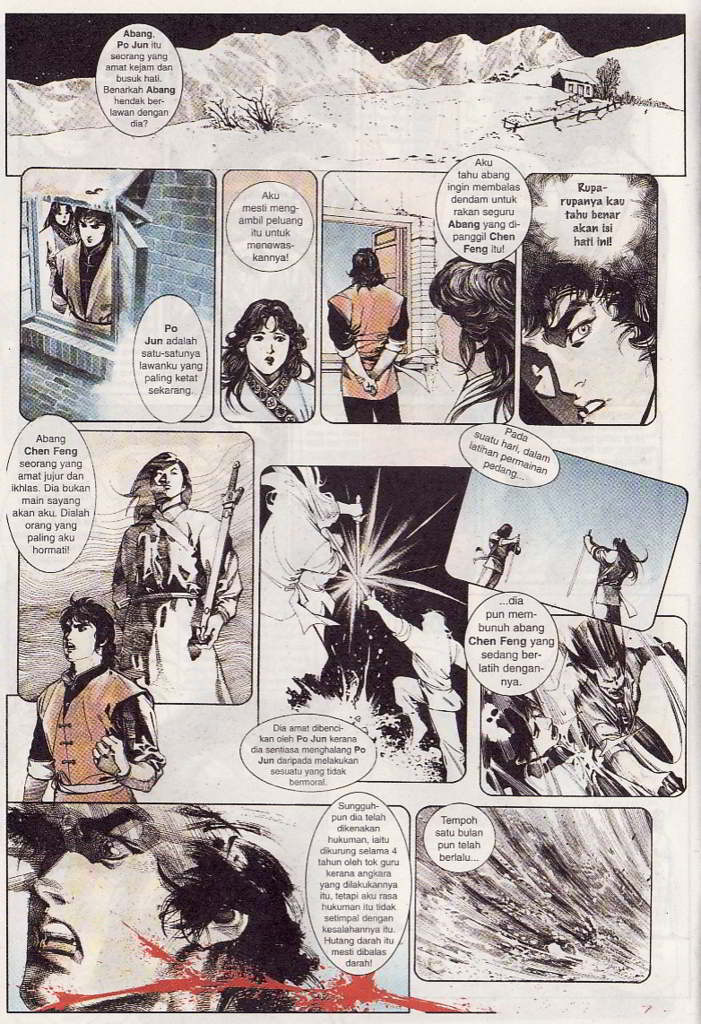 Abang,
Po Jun itu
seorang yang
amat kejam dan
busuk hati.
Benarkah Abang
hendak ber-
lawan dengan
dia?
Po
Jun adalah
satu-satunya
lawanku yang
paling ketat
sekarang..
Aku
mesti meng-
ambil peluang
itu untuk
menewas-
kannya!
Aku
tahu abang
ingin membalas
dendam untuk
rakan seguru
Abang yang di-
panggil Chen
Feng itu!
Rupa-
rupanya kau
tahu benar
akan isi
hati ini!
Abang
Chen Feng
seorang yang
amat jujur dan
ikhlas. Dia bukan
main sayang
akan aku. Dialah
orang yang
paling aku
hormati!
Dia amat dibenci-
kan oleh Po Jun kerana
dia sentiasa menghalang Po
Jun daripada melakukan
sesuatu yang tidak
bermoral.
Pada
suatu hari, dalam
latihan permainan
pedang...
...dia
pun mem-
bunuh abang
Chen Feng yang
sedang ber-
latih dengan-
nya.
Sungguh-
pun dia telah
dikenakan
hukuman, iaitu
dikurung selama 4
tahun oleh tok guru
kerana angkara
yang dilakukannya
itu, tetapi aku rasa
hukuman itu tidak
setimpal dengan
kesalahannya itu.
Hutang darah itu
mesti dibalas
darah!
Tempoh
satu bulan
pun telah
berlalu...